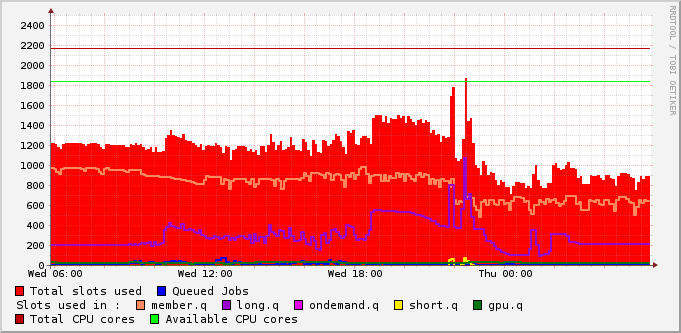 RRDTOOL / TOBI OETIKER
2400
2200
2000
1800
1600
1400
1200
1000
800
600
400
200
0
Wed 06:00 Wed 12:00 Wed 18:00 Thu 00:00
Total slots used Queued Jobs
Slots used in : member.q long.q ondemand.q short.q gpu.q
Total CPU cores Available CPU cores